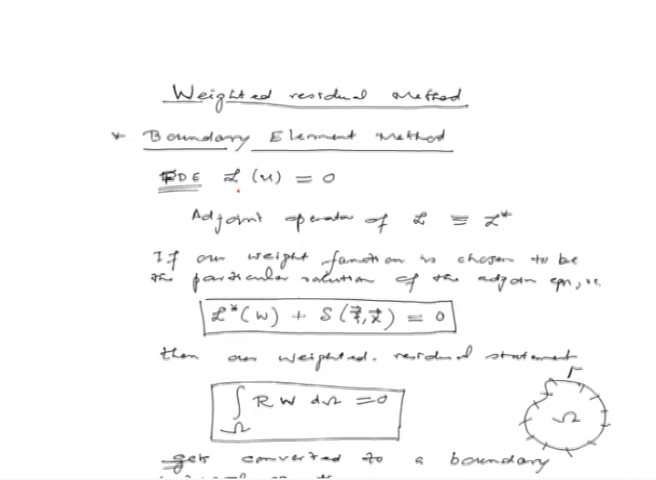 Weighted residual method
* Boundary Element Method
PDE ℒ(u) = 0
Adjoint operator of ℒ ≡ ℒ*
If our weight function is chosen to be
the particular solution of the adjoin eqn, i.e.
ℒ*(W) + δ(ξ⃗, x⃗) = 0
then our weighted residual statement
∫_Ω R W dΩ = 0
Γ
Ω
gets converted to a boundary